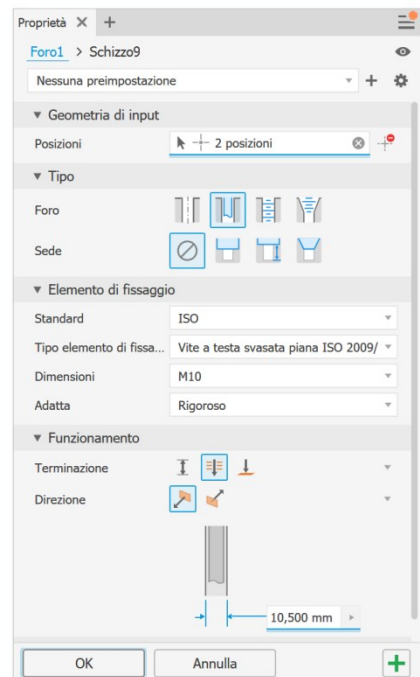 Proprietà
Foro1 > Schizzo9
Nessuna preimpostazione
Geometria di input
Posizioni 2 posizioni
Tipo
Foro
Sede
Elemento di fissaggio
Standard ISO
Tipo elemento di fissa... Vite a testa svasata piana ISO 2009/
Dimensioni M10
Adatta Rigoroso
Funzionamento
Terminazione
Direzione
10,500 mm
OK Annulla